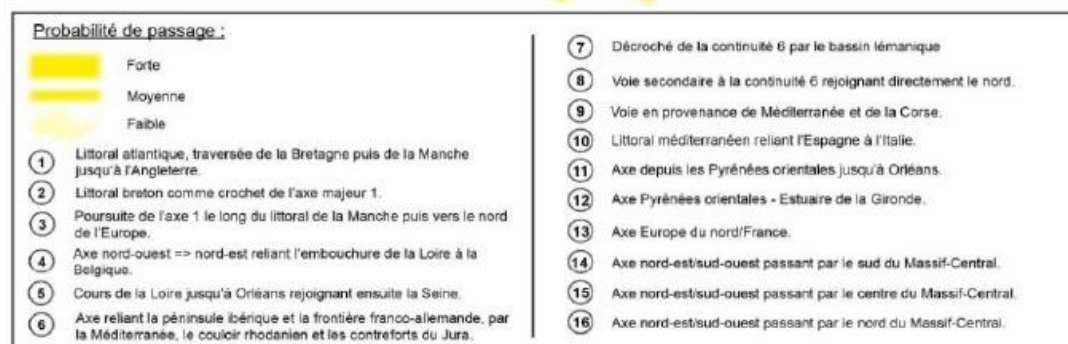 Probabilité de passage :
Forte
Moyenne
Faible
1 Littoral atlantique, traversée de la Bretagne puis de la Manche
jusqu'à l'Angleterre.
2 Littoral breton comme crochet de l'axe majeur 1.
3 Poursuite de l'axe 1 le long du littoral de la Manche puis vers le nord
de l'Europe.
4 Axe nord-ouest => nord-est reliant l'embouchure de la Loire à la
Belgique.
5 Cours de la Loire jusqu'à Orléans rejoignant ensuite la Seine.
6 Axe reliant la péninsule ibérique et la frontière franco-allemande, par
la Méditerranée, le couloir rhodanien et les contreforts du Jura.
7 Décroché de la continuité 6 par le bassin lémanique
8 Voie secondaire à la continuité 6 rejoignant directement le nord.
9 Voie en provenance de Méditerranée et de la Corse.
10 Littoral méditerranéen reliant l'Espagne à l'Italie.
11 Axe depuis les Pyrénées orientales jusqu'à Orléans.
12 Axe Pyrénées orientales - Estuaire de la Gironde.
13 Axe Europe du nord/France.
14 Axe nord-est/sud-ouest passant par le sud du Massif-Central.
15 Axe nord-est/sud-ouest passant par le centre du Massif-Central.
16 Axe nord-est/sud-ouest passant par le nord du Massif-Central.